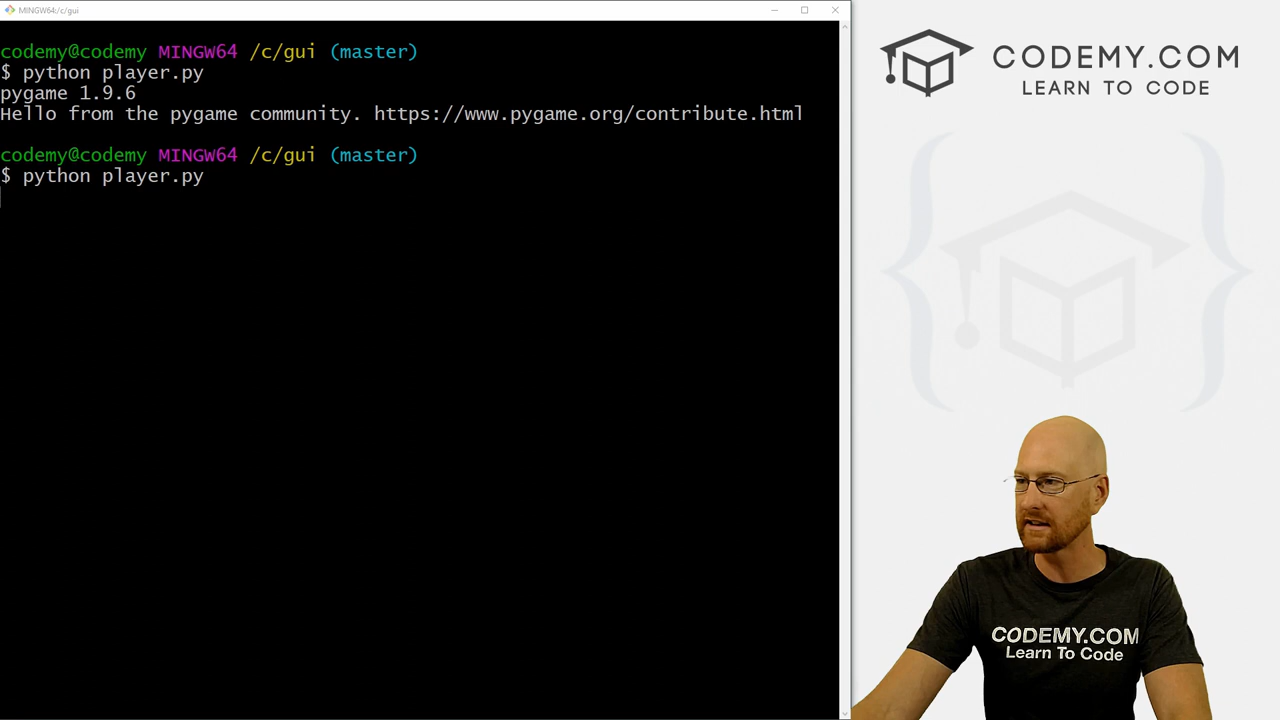 MINGW64:/c/gui
codemy@codemy MINGW64 /c/gui (master)
$ python player.py
pygame 1.9.6
Hello from the pygame community. https://www.pygame.org/contribute.html
codemy@codemy MINGW64 /c/gui (master)
$ python player.py
CODEMY.COM
LEARN TO CODE
CODEMY.COM
Learn To Code